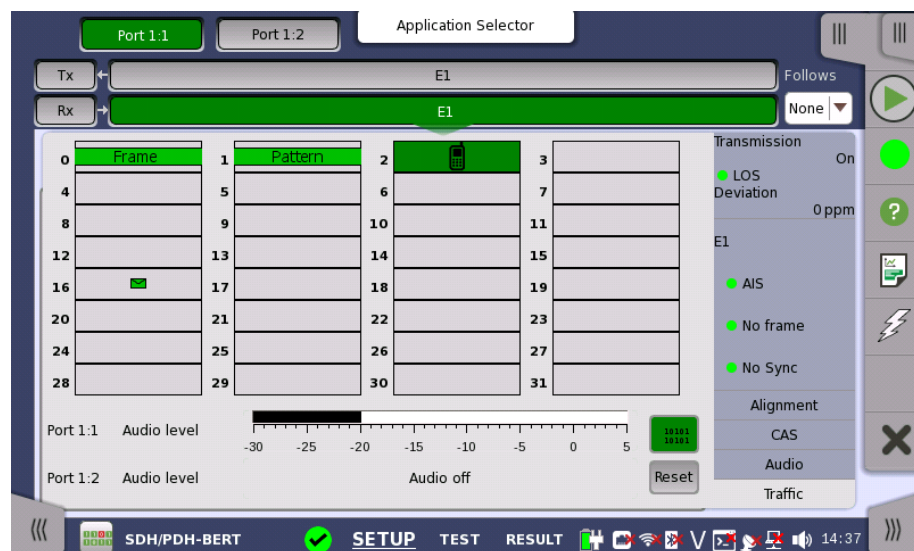 Port 1:1 Port 1:2 Application Selector
Tx E1 Follows
Rx E1 None
0 Frame 1 Pattern 2 3
4 5 6 7
8 9 10 11
12 13 14 15
16 17 18 19
20 21 22 23
24 25 26 27
28 29 30 31
Transmission
On
LOS
Deviation
0 ppm
E1
AIS
No frame
No Sync
Alignment
CAS
Audio
Traffic
Port 1:1 Audio level
-30 -25 -20 -15 -10 -5 0 5
10101
10101
Port 1:2 Audio level Audio off Reset
SDH/PDH-BERT SETUP TEST RESULT V 14:37